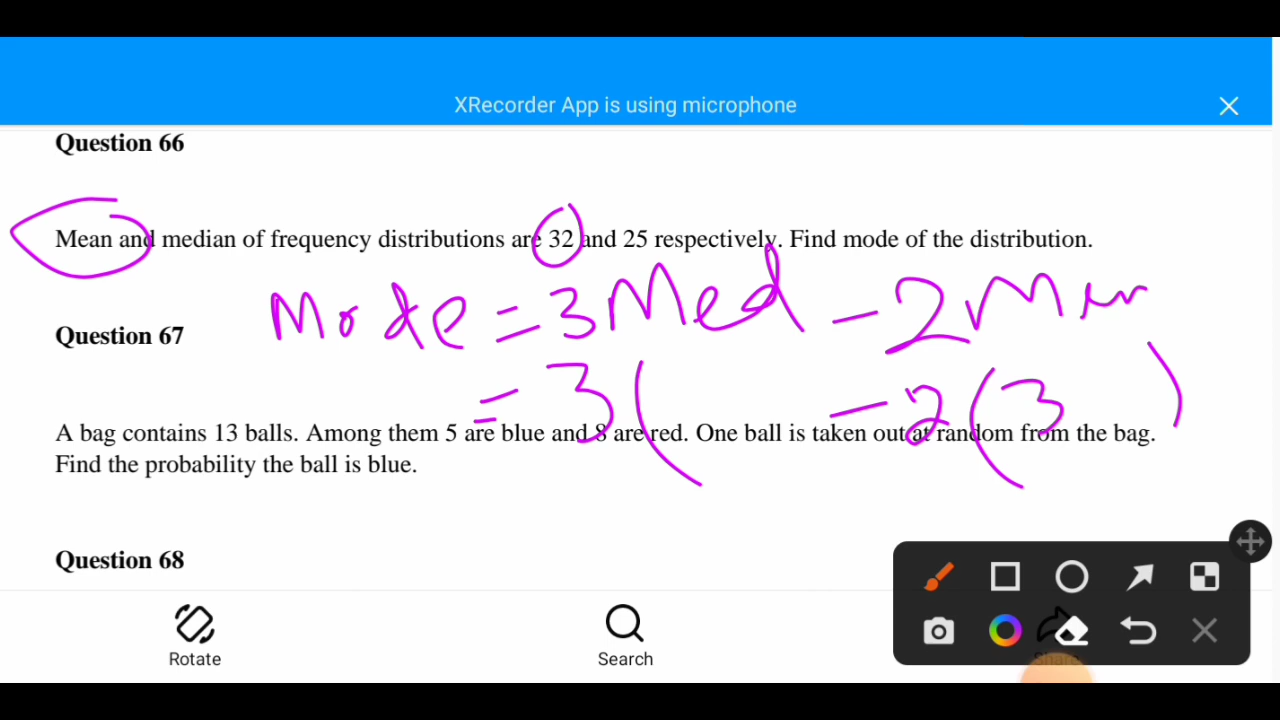 XRecorder App is using microphone
Question 66
Mean and median of frequency distributions are 32 and 25 respectively. Find mode of the distribution.
Mode = 3Med - 2Men
Question 67
= 3( - 2(3 )
A bag contains 13 balls. Among them 5 are blue and 8 are red. One ball is taken out at random from the bag.
Find the probability the ball is blue.
Question 68
Rotate
Search
Share